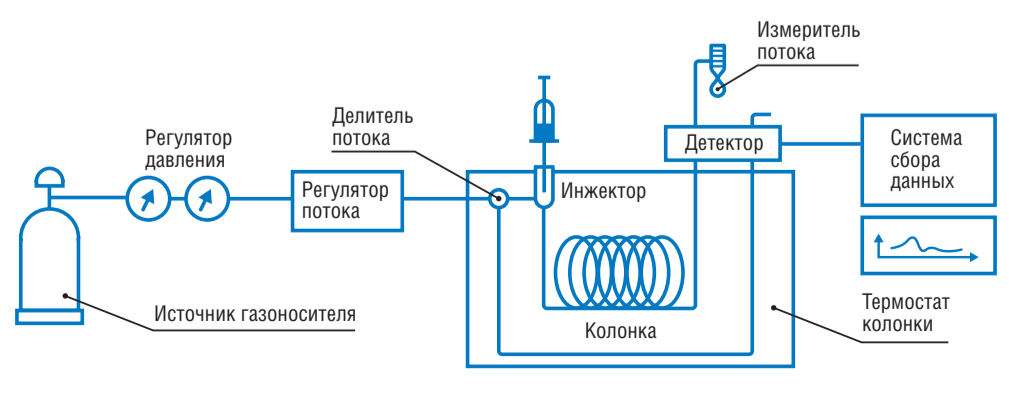 Измеритель
потока
Делитель
потока
Регулятор
давления
Детектор
Система
сбора
данных
Регулятор
потока
Инжектор
Источник газоносителя
Колонка
Термостат
колонки